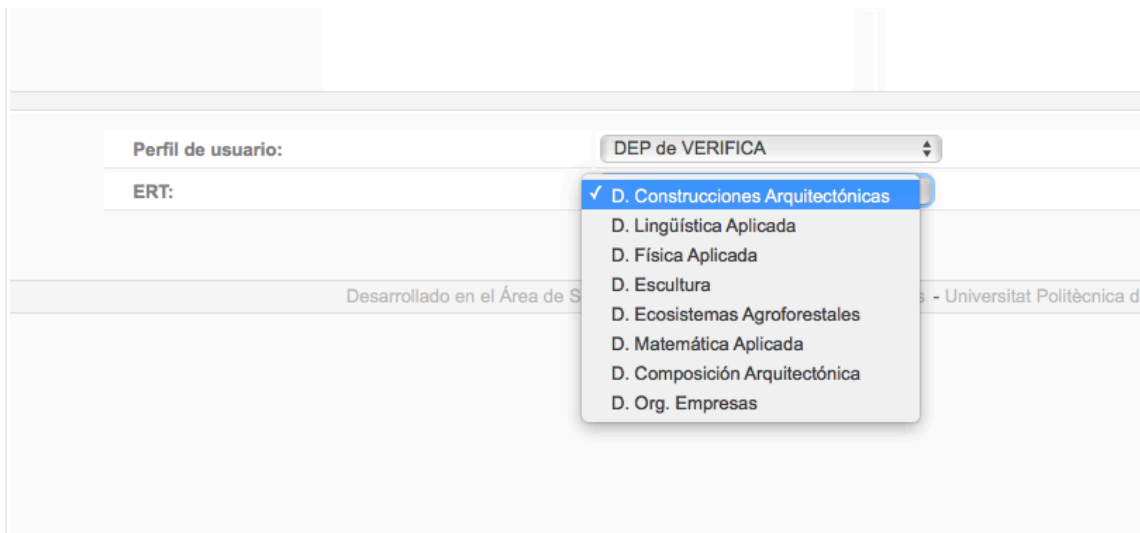 Perfil de usuario: DEP de VERIFICA
ERT:
✓ D. Construcciones Arquitectónicas
D. Lingüística Aplicada
D. Física Aplicada
D. Escultura
Desarrollado en el Área de - Universitat Politècnica
D. Ecosistemas Agroforestales
D. Matemática Aplicada
D. Composición Arquitectónica
D. Org. Empresas